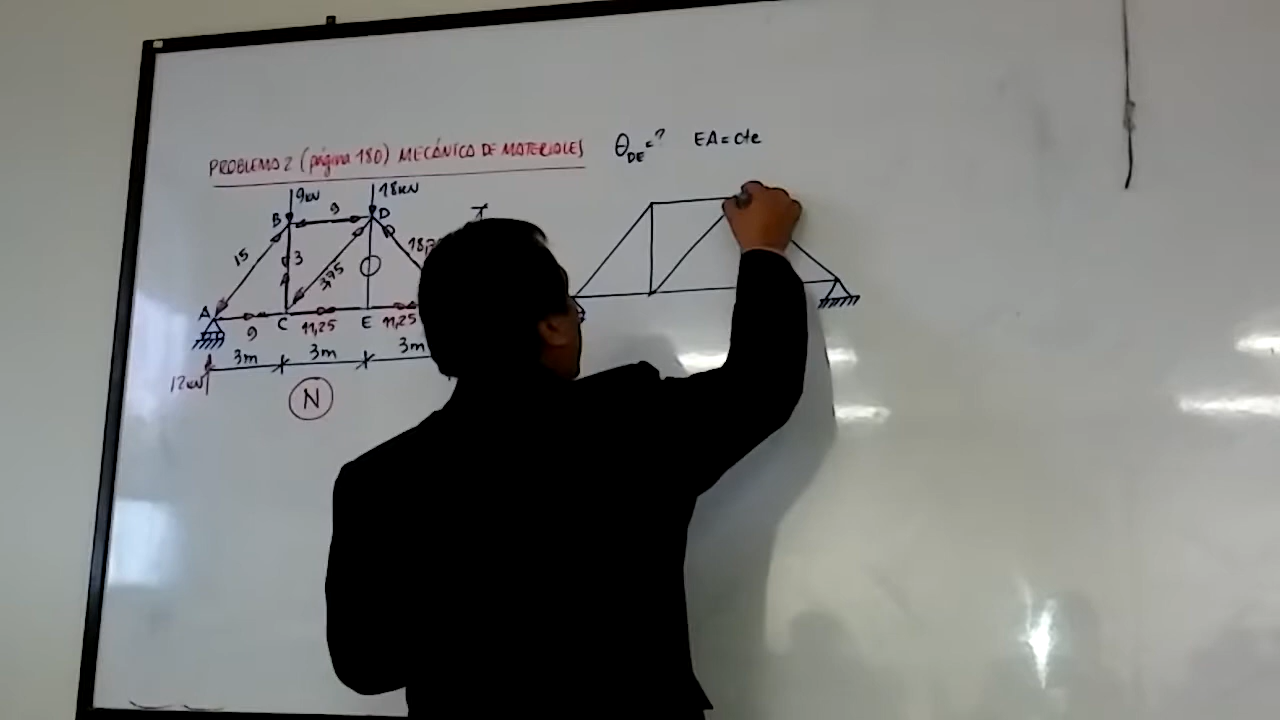 PROBLEMA 2 (página 180) MECÁNICA DE MATERIALES
θDE=? EA=cte
9kN 18kN
B 9 D
15 3 3,75
A C E
9 11,25 11,25
3m 3m 3m
12kN
N